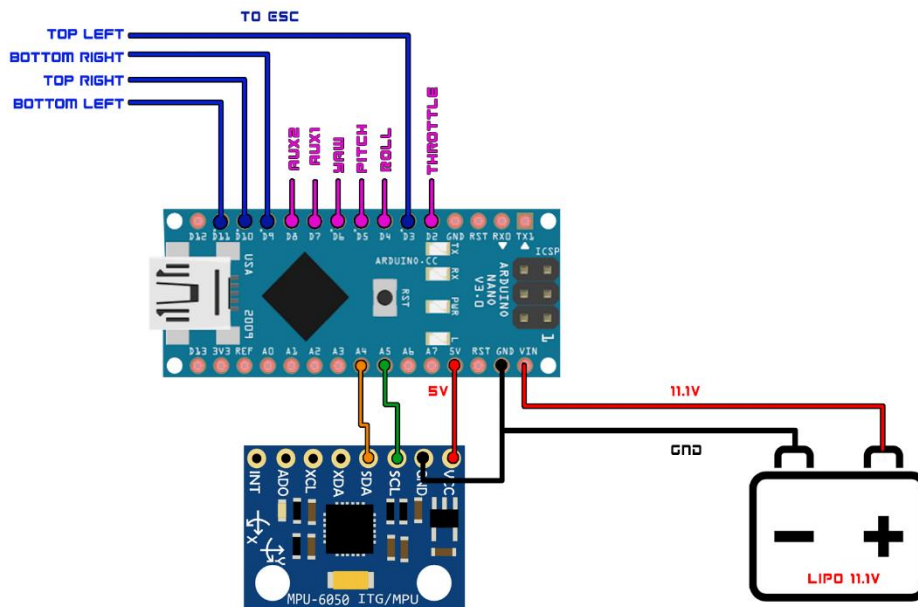 TO ESC
TOP LEFT
BOTTOM RIGHT
TOP RIGHT
BOTTOM LEFT
AUX2
AUX1
YAW
PITCH
ROLL
THROTTLE
D12 D11 D10 D9 D8 D7 D6 D5 D4 D3 D2 GND RST RX0 TX1
ICSP
TX
RX
PWR
L
ARDUINO.CC
RST
ARDUINO
NANO
V3.0
USA
2009
1
D13 3V3 REF A0 A1 A2 A3 A4 A5 A6 A7 5V RST GND VIN
5V
11.1V
GND
INT
ADO
XCL
XDA
SDA
SCL
GND
VCC
X
Y
MPU-6050 ITG/MPU
LIPO 11.1V